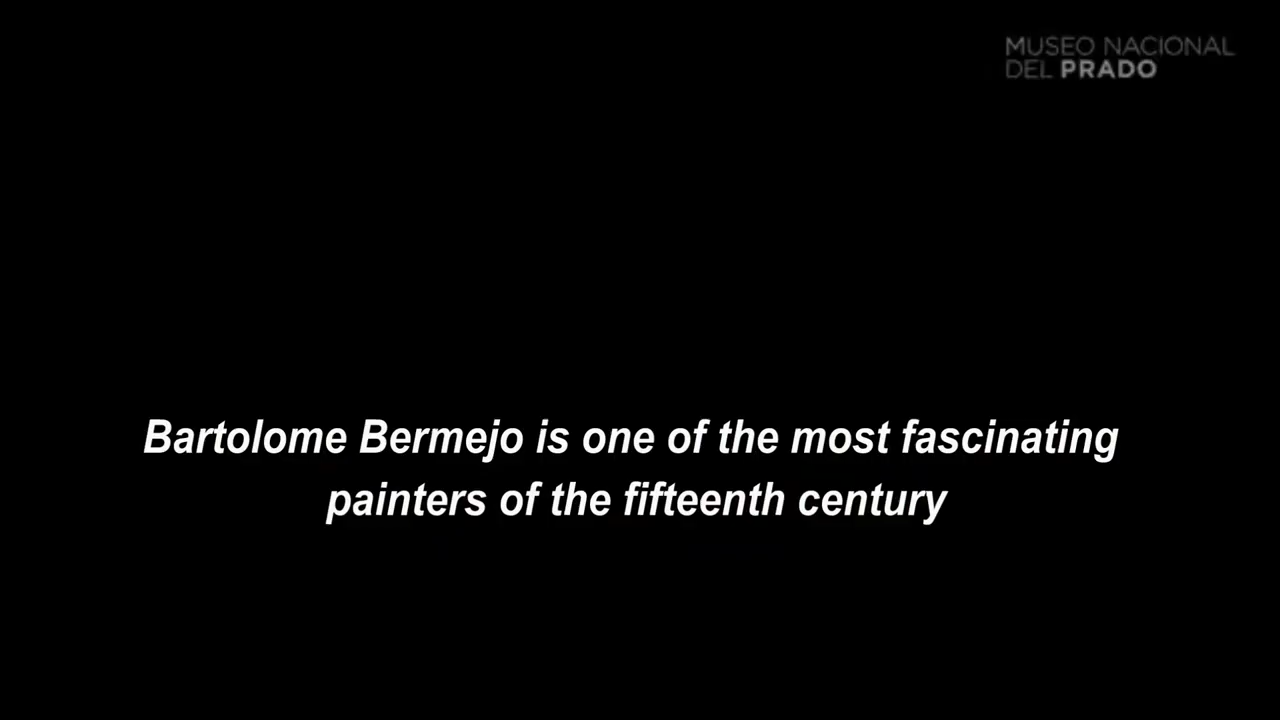 MUSEO NACIONAL
DEL PRADO
Bartolome Bermejo is one of the most fascinating
painters of the fifteenth century